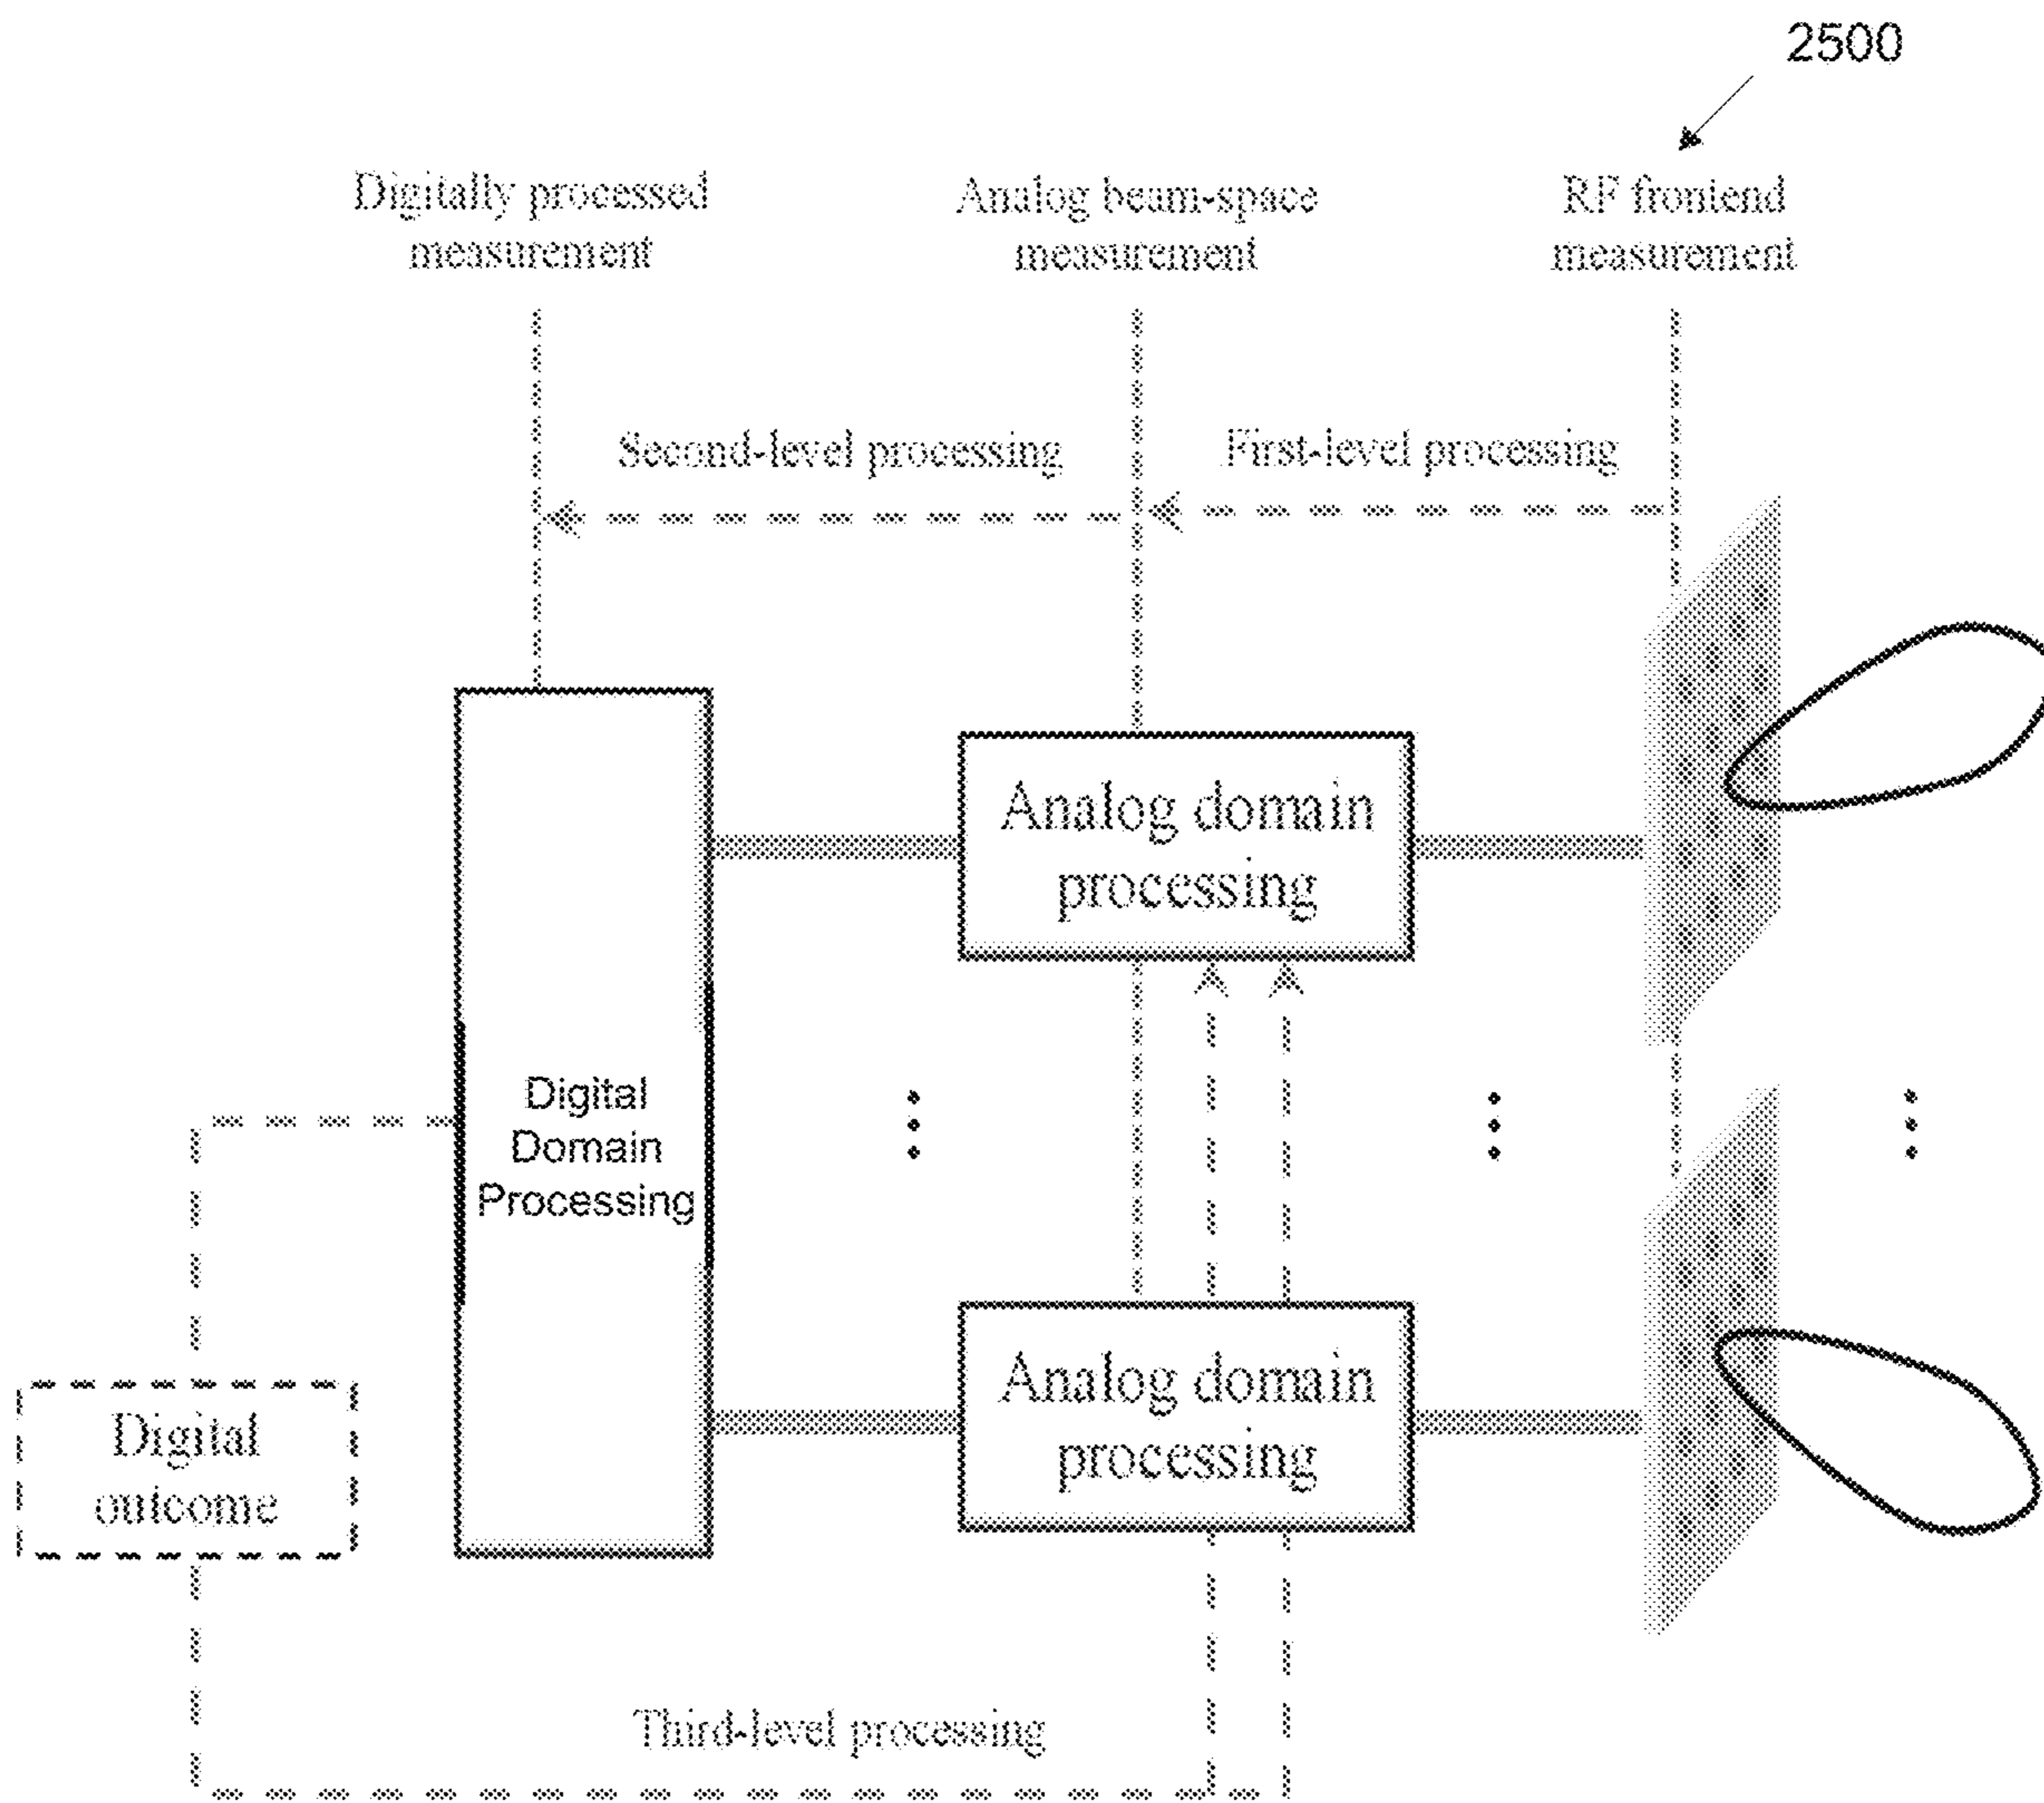 2500
Digitally processed
measurement
Analog beam-space
measurement
RF frontend
measurement
Second-level processing
First-level processing
Analog domain
processing
Digital
Domain
Processing
Analog domain
processing
Digital
outcome
Third-level processing